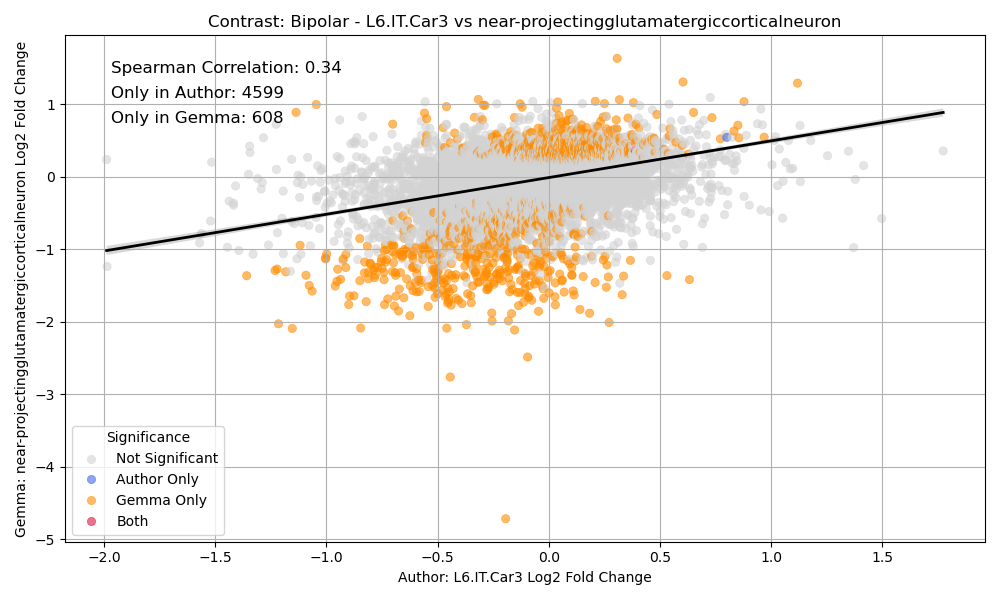 Contrast: Bipolar - L6.IT.Car3 vs near-projectingglutamatergiccorticalneuron
Spearman Correlation: 0.34
Only in Author: 4599
Only in Gemma: 608
Gemma: near-projectingglutamatergiccorticalneuron Log2 Fold Change
1
0
−1
−2
−3
−4
−5
Significance
Not Significant
Author Only
Gemma Only
Both
−2.0 −1.5 −1.0 −0.5 0.0 0.5 1.0 1.5
Author: L6.IT.Car3 Log2 Fold Change